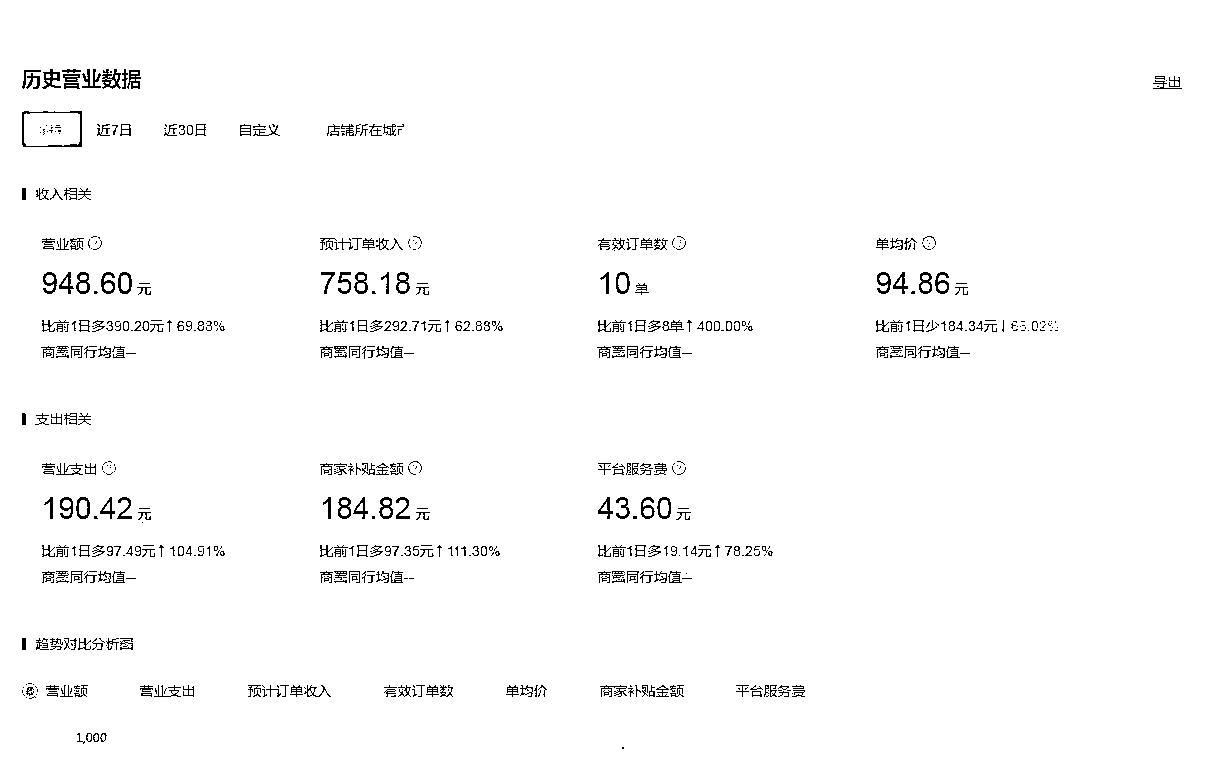 历史营业数据
导出
近7日 近30日 自定义 店铺所在城市
收入相关
营业额 预计订单收入 有效订单数 单均价
948.60元 758.18元 10单 94.86元
比前1日多390.20元↑69.88% 比前1日多292.71元↑62.88% 比前1日多8单↑400.00% 比前1日少184.34元↓66.02%
商圈同行均值-- 商圈同行均值-- 商圈同行均值-- 商圈同行均值--
支出相关
营业支出 商家补贴金额 平台服务费
190.42元 184.82元 43.60元
比前1日多97.49元↑104.91% 比前1日多97.35元↑111.30% 比前1日多19.14元↑78.25%
商圈同行均值-- 商圈同行均值-- 商圈同行均值--
趋势对比分析图
营业额 营业支出 预计订单收入 有效订单数 单均价 商家补贴金额 平台服务费
1,000